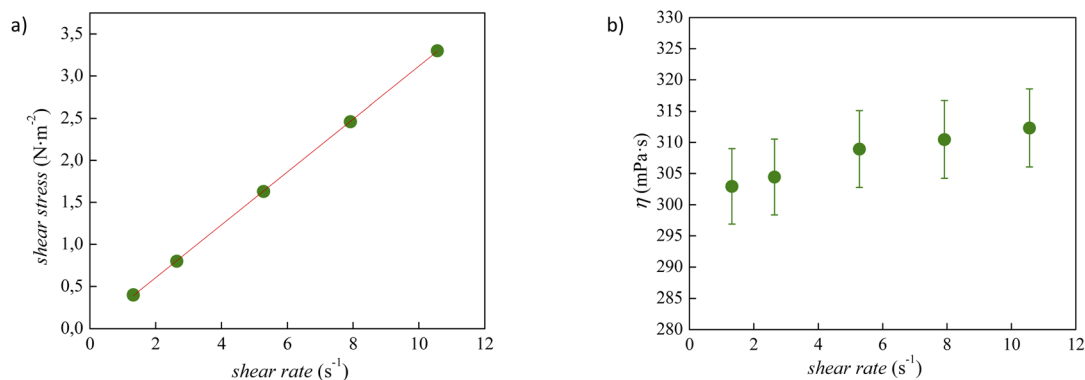 a)
shear stress (N·m-2)
3,5
3,0
2,5
2,0
1,5
1,0
0,5
0,0
0 2 4 6 8 10 12
shear rate (s-1)
b)
η (mPa·s)
330
325
320
315
310
305
300
295
290
285
280
0 2 4 6 8 10 12
shear rate (s-1)